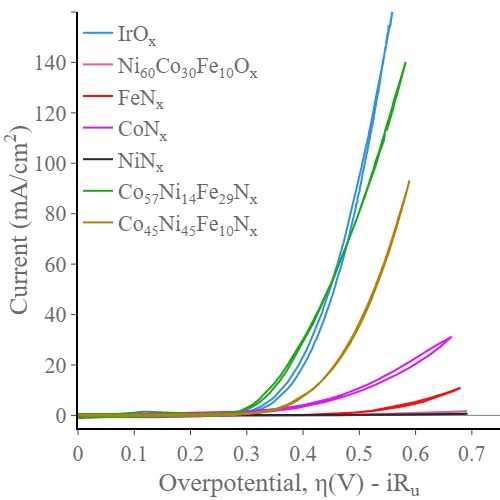 IrOₓ
Ni₆₀Co₃₀Fe₁₀Oₓ
FeNₓ
CoNₓ
NiNₓ
Co₅₇Ni₁₄Fe₂₉Nₓ
Co₄₅Ni₄₅Fe₁₀Nₓ
Current (mA/cm²)
140
120
100
80
60
40
20
0
0 0.1 0.2 0.3 0.4 0.5 0.6 0.7
Overpotential, η(V) - iRᵤ